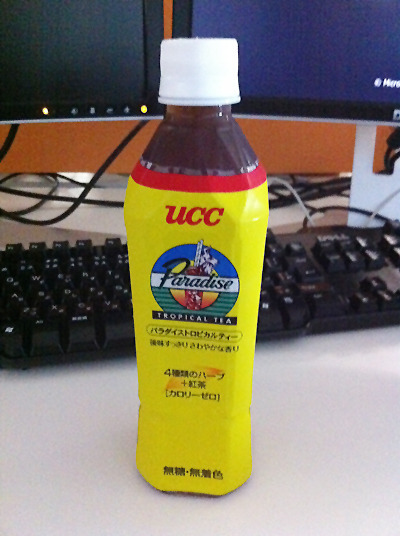 © Micros
UCC
Paradise
TROPICAL TEA
パラダイストロピカルティー
後味すっきり さわやかな香り
4種類のハーブ
+紅茶
[カロリーゼロ]
無糖・無着色